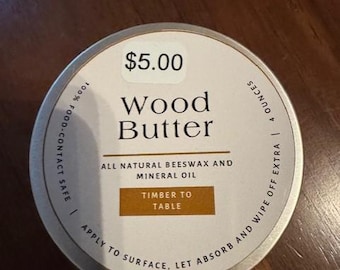 $5.00
Wood
Butter
ALL NATURAL BEESWAX AND
MINERAL OIL
TIMBER TO
TABLE
100% FOOD-CONTACT SAFE |
| APPLY TO SURFACE, LET ABSORB AND WIPE OFF EXTRA |
4 OUNCES